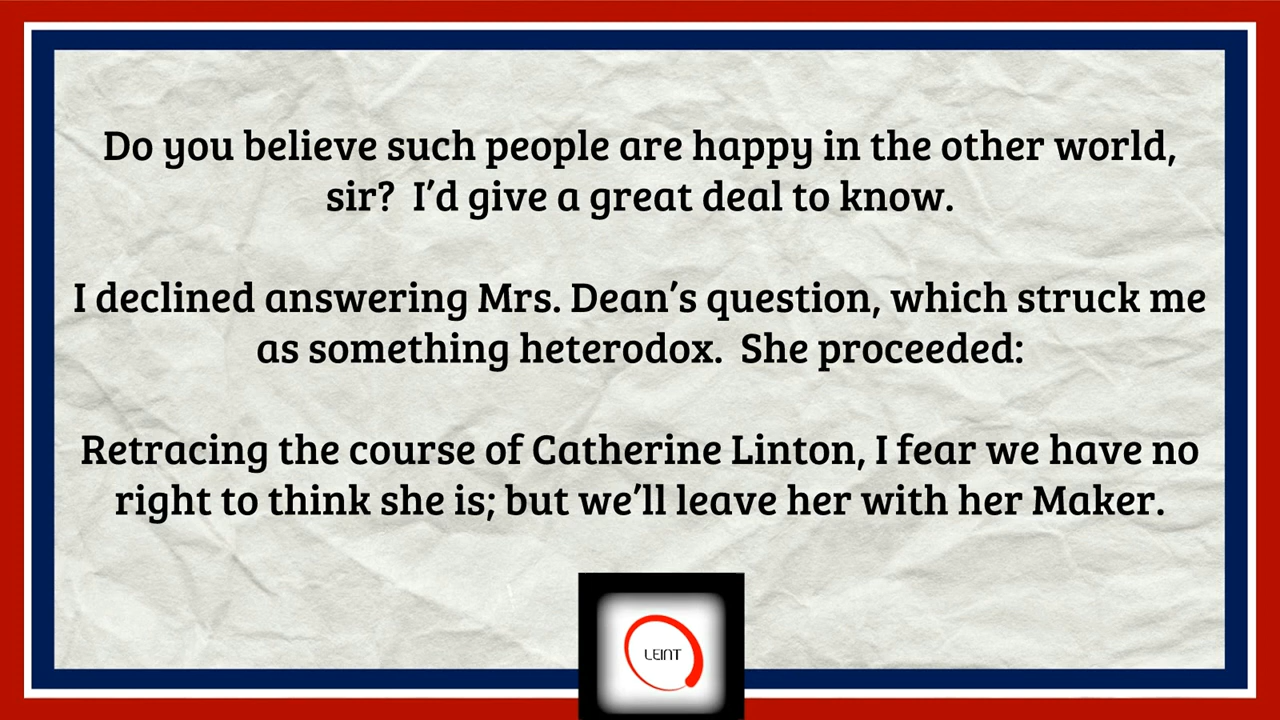 Do you believe such people are happy in the other world,
sir?  I’d give a great deal to know.
I declined answering Mrs. Dean’s question, which struck me
as something heterodox.  She proceeded:
Retracing the course of Catherine Linton, I fear we have no
right to think she is; but we’ll leave her with her Maker.
LEINT